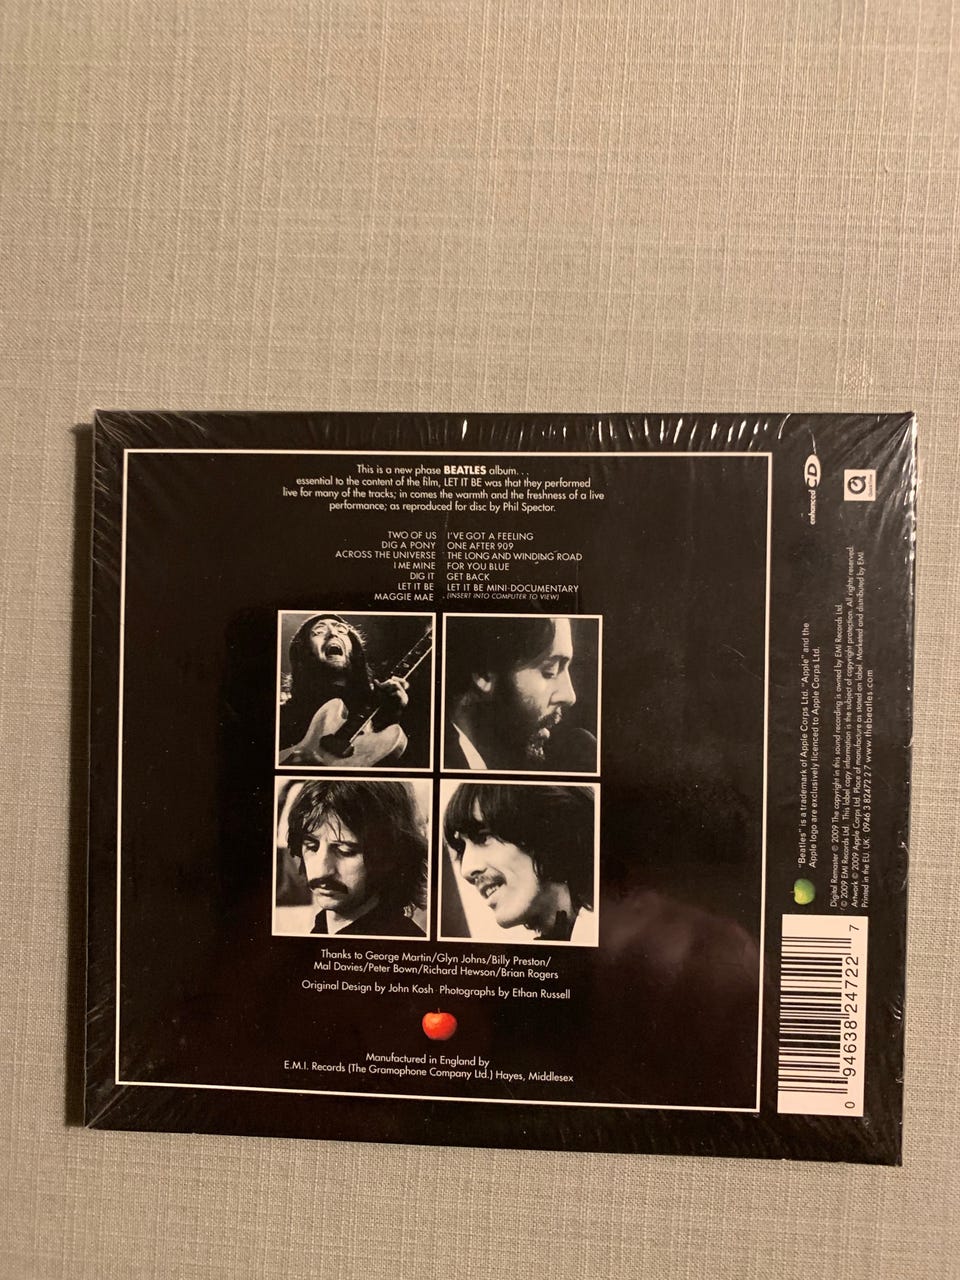 This is a new phase BEATLES album. . .
essential to the content of the film, LET IT BE was that they performed
live for many of the tracks; in comes the warmth and the freshness of a live
performance; as reproduced for disc by Phil Spector.
TWO OF US
DIG A PONY
ACROSS THE UNIVERSE
I ME MINE
DIG IT
LET IT BE
MAGGIE MAE
I'VE GOT A FEELING
ONE AFTER 909
THE LONG AND WINDING ROAD
FOR YOU BLUE
GET BACK
LET IT BE MINI-DOCUMENTARY
(INSERT INTO COMPUTER TO VIEW)
Thanks to George Martin/Glyn Johns/Billy Preston/
Mal Davies/Peter Bown/Richard Hewson/Brian Rogers
Original Design by John Kosh · Photographs by Ethan Russell
Manufactured in England by
E.M.I. Records (The Gramophone Company Ltd.) Hayes, Middlesex
enhanced CD
QuickTime
"Beatles" is a trademark of Apple Corps Ltd. "Apple" and the
Apple logo are exclusively licenced to Apple Corps Ltd.
Digital Remaster ℗ 2009 The copyright in this sound recording is owned by EMI Records Ltd.
© 2009 EMI Records Ltd. This label copy information is the subject of copyright protection. All rights reserved.
Artwork © 2009 Apple Corps Ltd. Place of manufacture as stated on label. Marketed and distributed by EMI
Printed in the EU. UK: 0946 3 82472 2 7 www.thebeatles.com
0 94638 24722 7